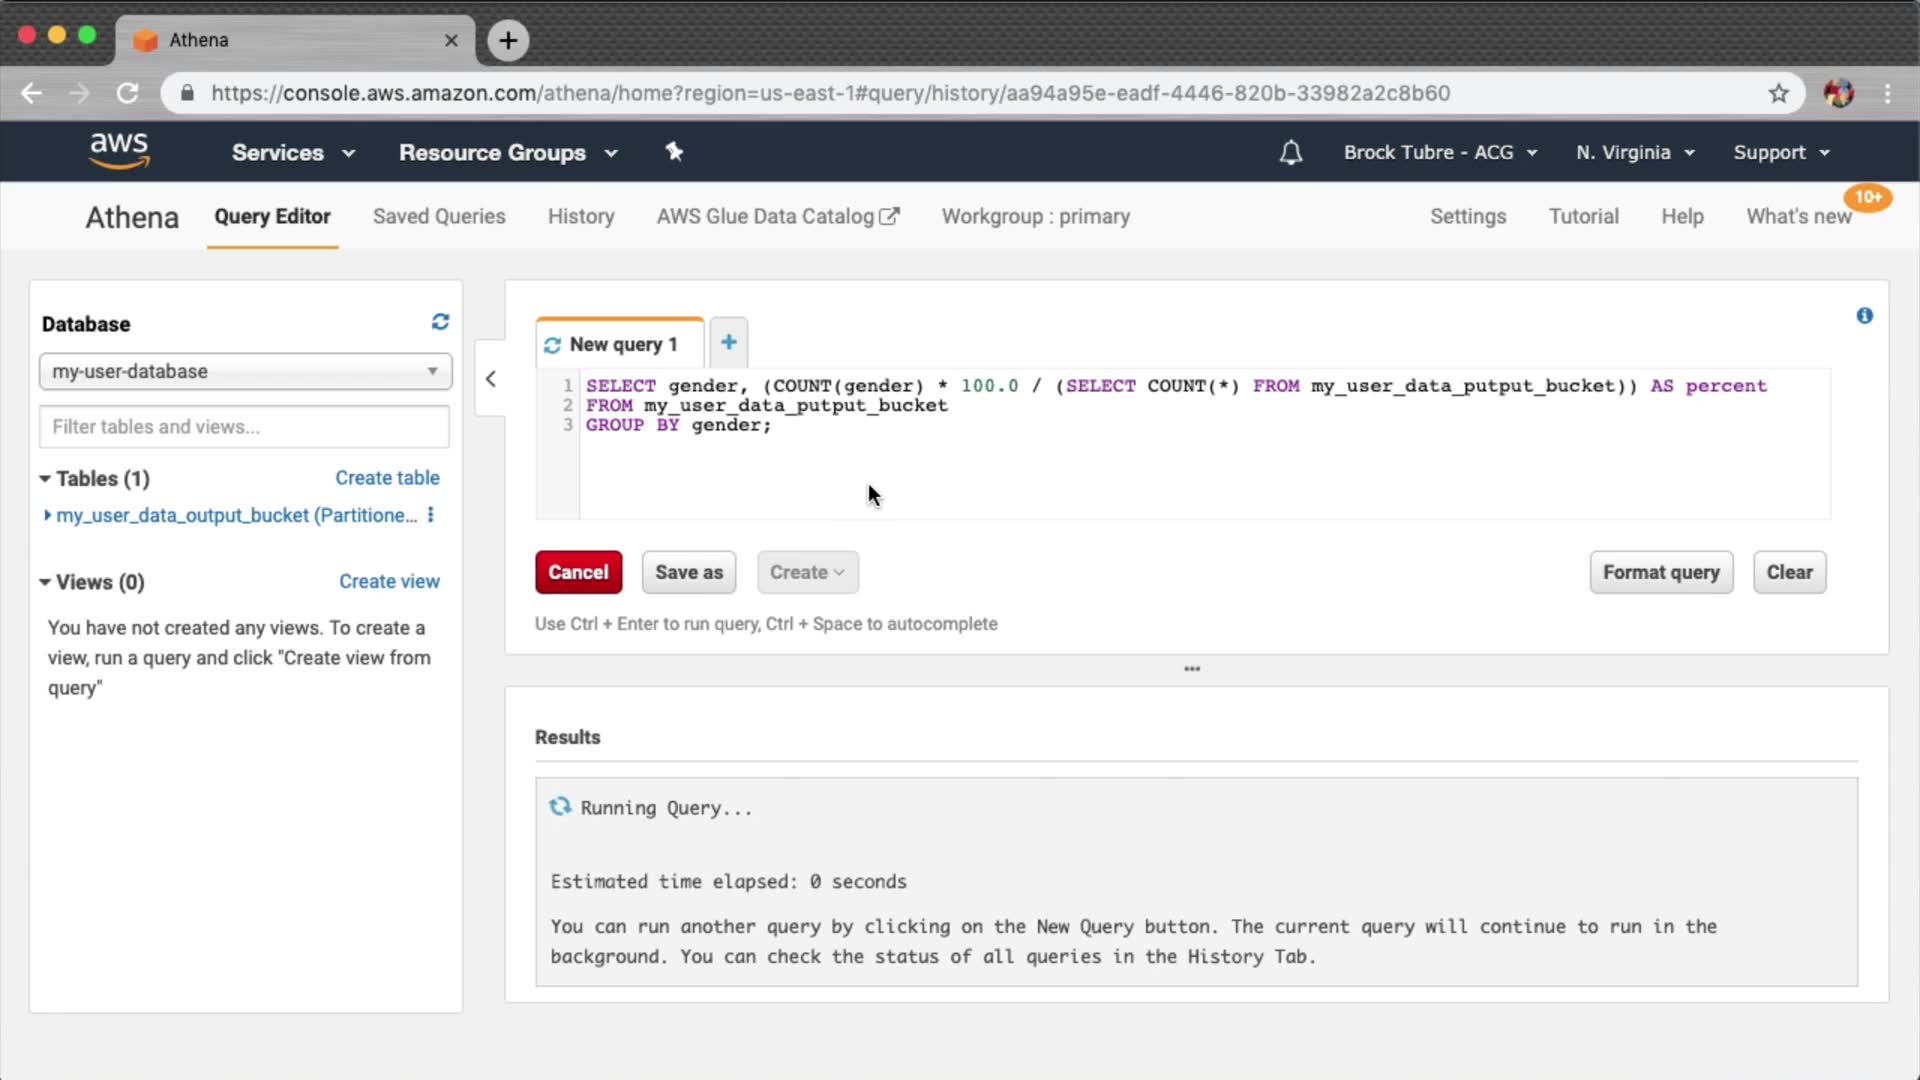 Athena
https://console.aws.amazon.com/athena/home?region=us-east-1#query/history/aa94a95e-eadf-4446-820b-33982a2c8b60
aws Services Resource Groups Brock Tubre - ACG N. Virginia Support
Athena Query Editor Saved Queries History AWS Glue Data Catalog Workgroup : primary Settings Tutorial Help What's new 10+
Database
my-user-database
Filter tables and views...
Tables (1) Create table
my_user_data_output_bucket (Partitione...
Views (0) Create view
You have not created any views. To create a
view, run a query and click "Create view from
query"
New query 1
1 SELECT gender, (COUNT(gender) * 100.0 / (SELECT COUNT(*) FROM my_user_data_putput_bucket)) AS percent
2 FROM my_user_data_putput_bucket
3 GROUP BY gender;
Cancel Save as Create Format query Clear
Use Ctrl + Enter to run query, Ctrl + Space to autocomplete
Results
Running Query...
Estimated time elapsed: 0 seconds
You can run another query by clicking on the New Query button. The current query will continue to run in the
background. You can check the status of all queries in the History Tab.